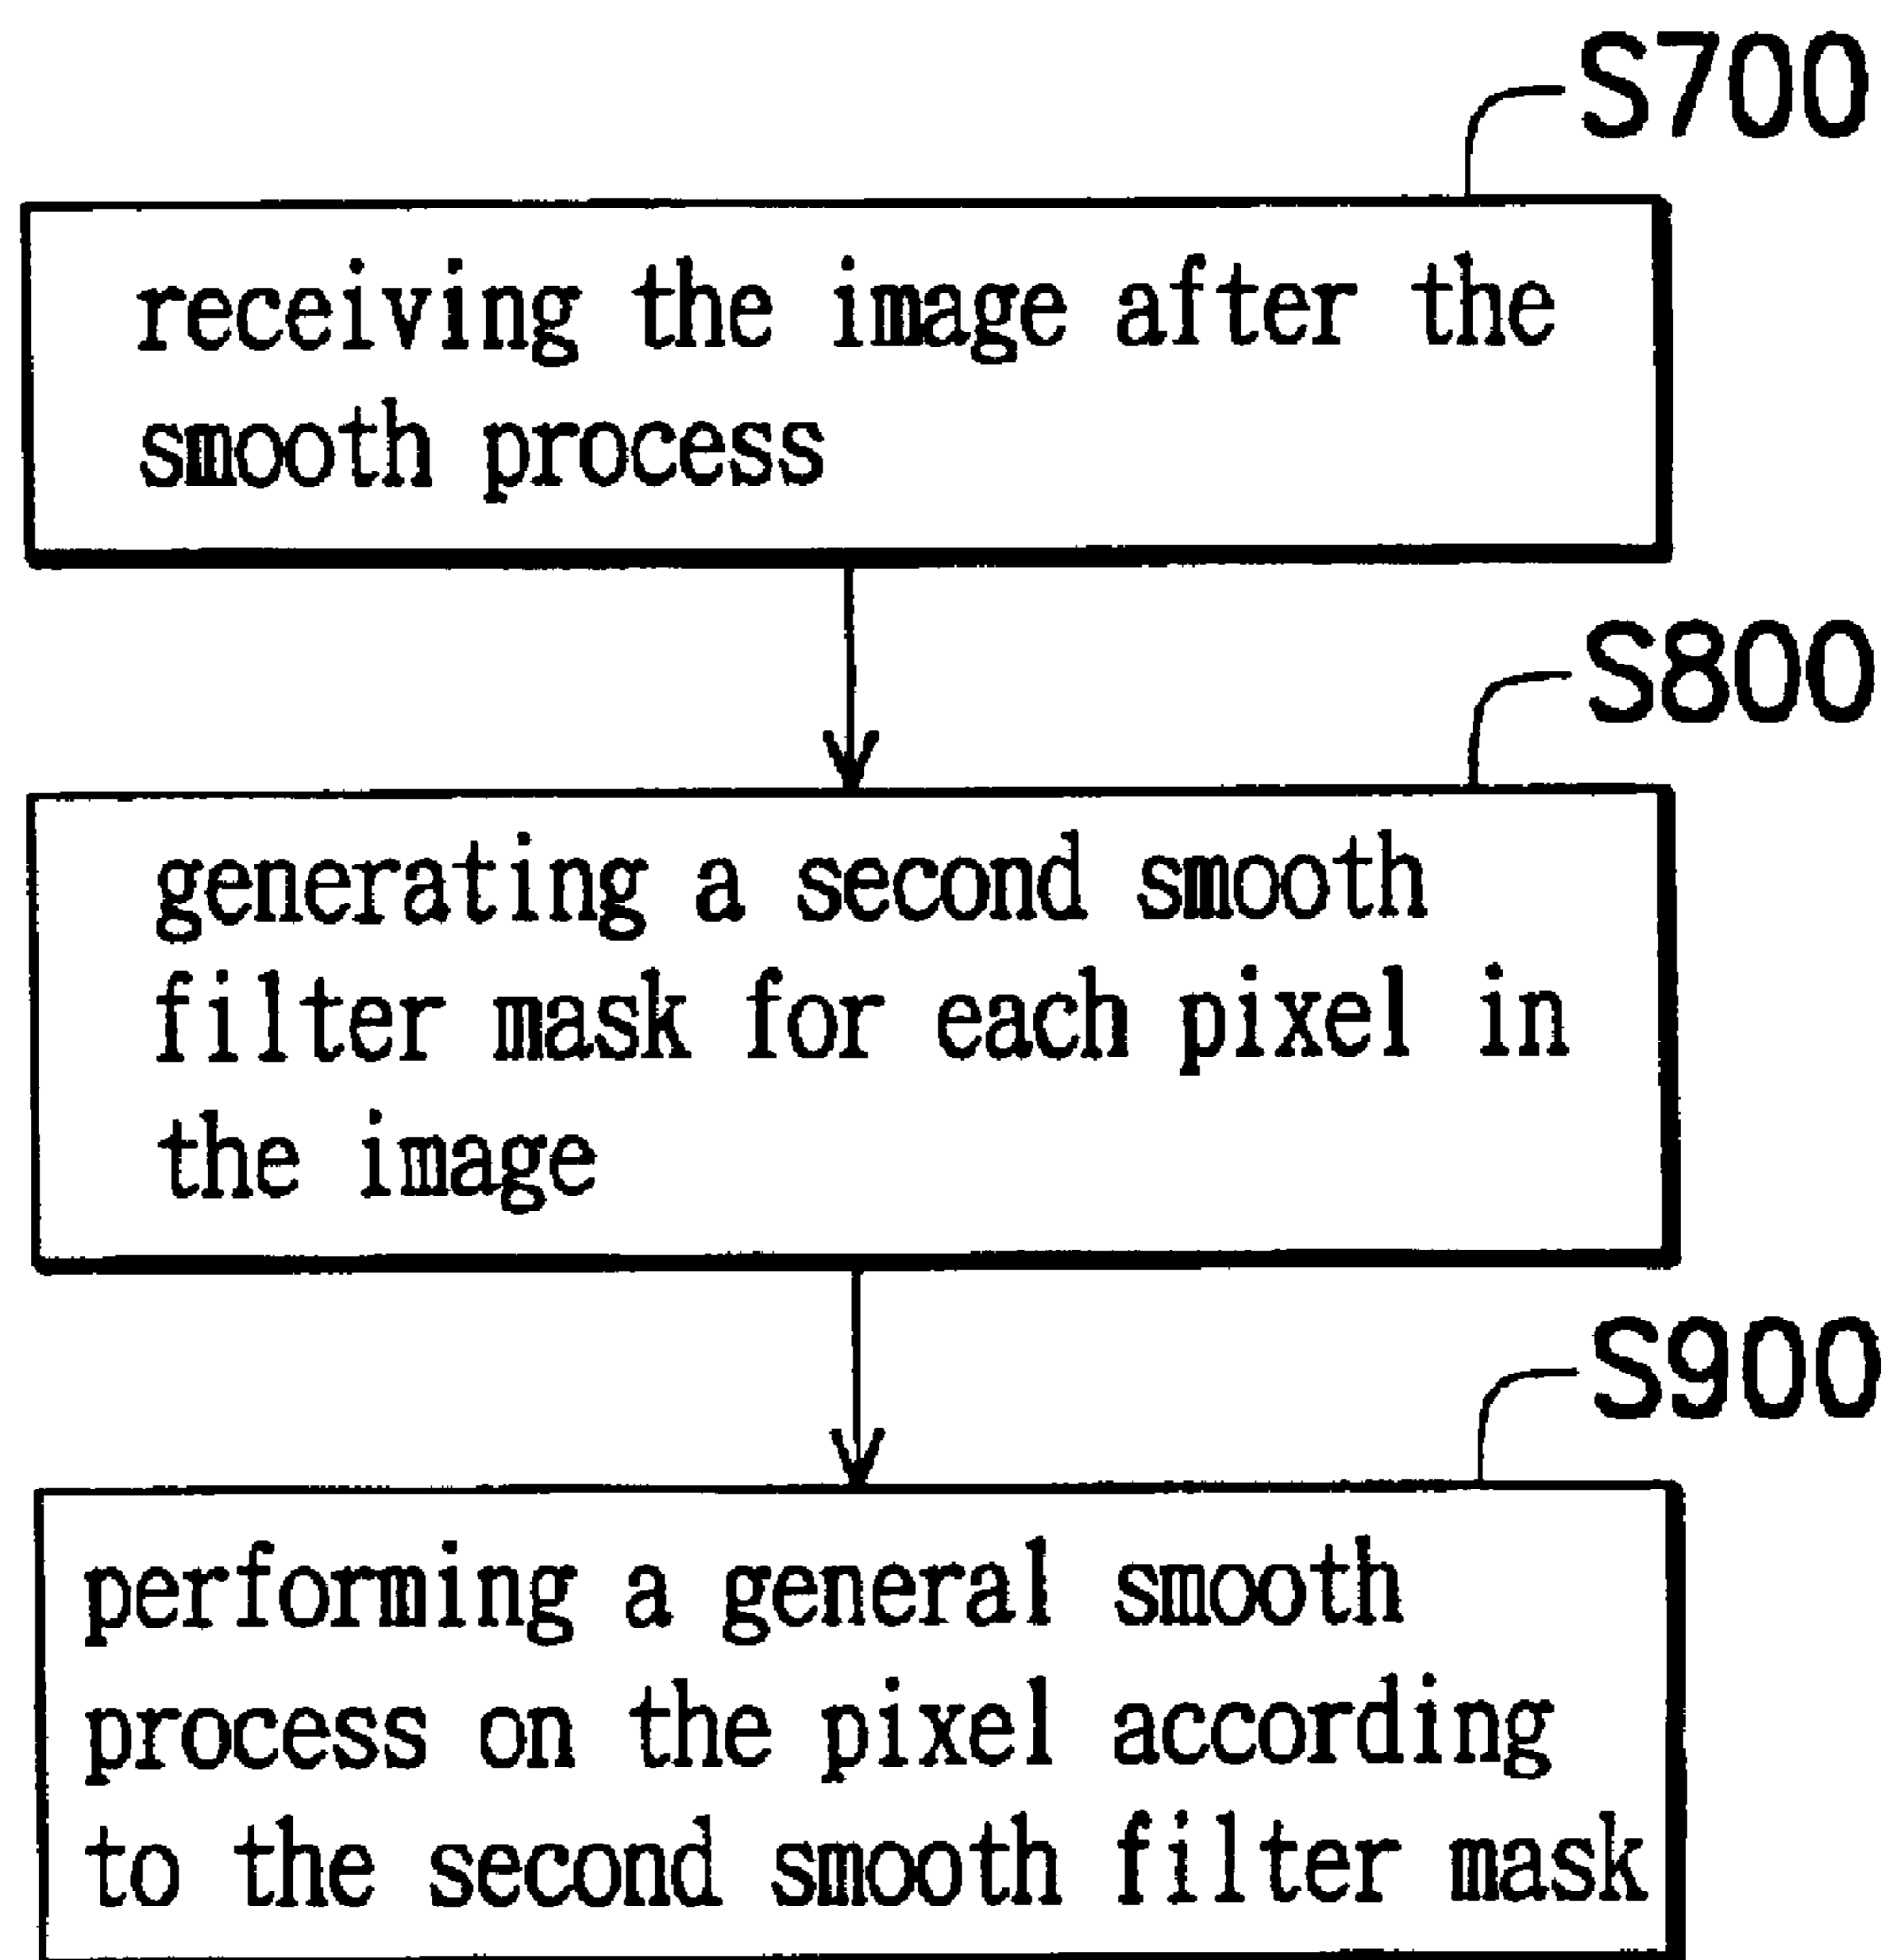 S700
receiving the image after the
smooth process
S800
generating a second smooth
filter mask for each pixel in
the image
S900
performing a general smooth
process on the pixel according
to the second smooth filter mask